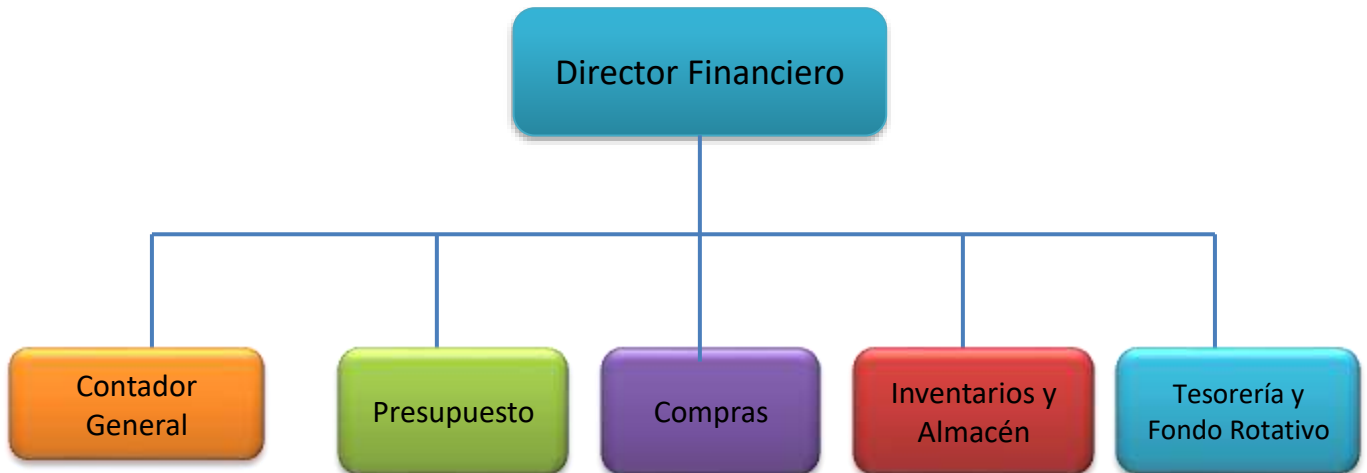 Director Financiero
Contador
General
Presupuesto
Compras
Inventarios y
Almacén
Tesorería y
Fondo Rotativo